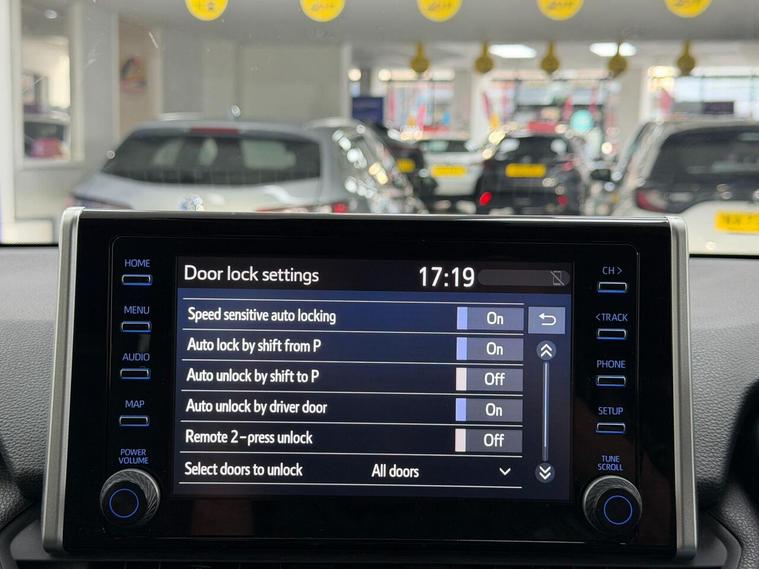 Door lock settings 17:19
Speed sensitive auto locking On
Auto lock by shift from P On
Auto unlock by shift to P Off
Auto unlock by driver door On
Remote 2-press unlock Off
Select doors to unlock All doors
HOME
MENU
AUDIO
MAP
POWER
VOLUME
CH >
<TRACK
PHONE
SETUP
TUNE
SCROLL